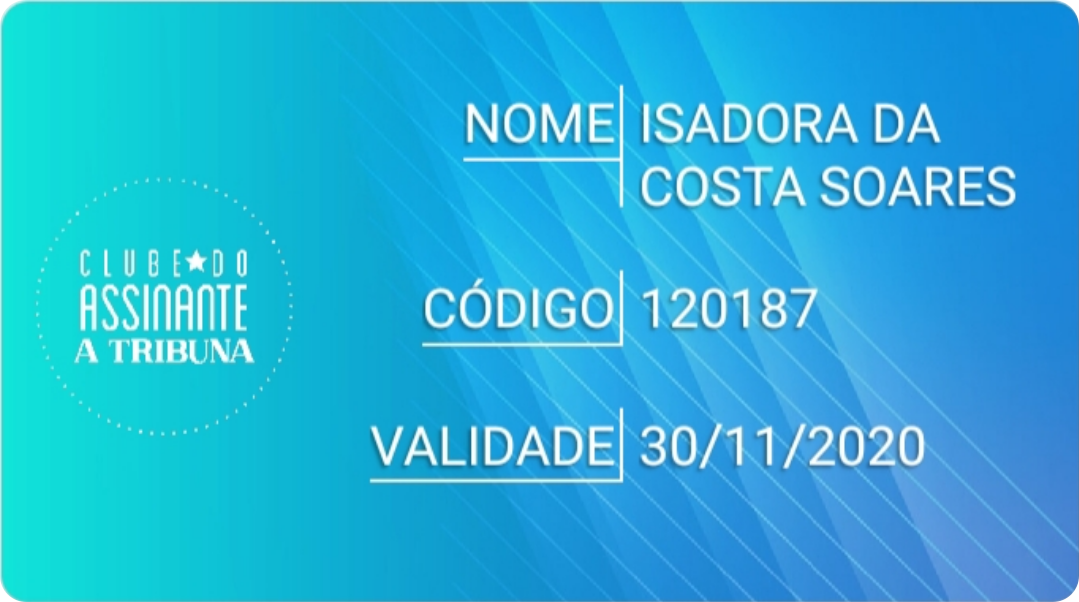 CLUBE★DO
ASSINANTE
A TRIBUNA
NOME ISADORA DA
COSTA SOARES
CÓDIGO 120187
VALIDADE 30/11/2020